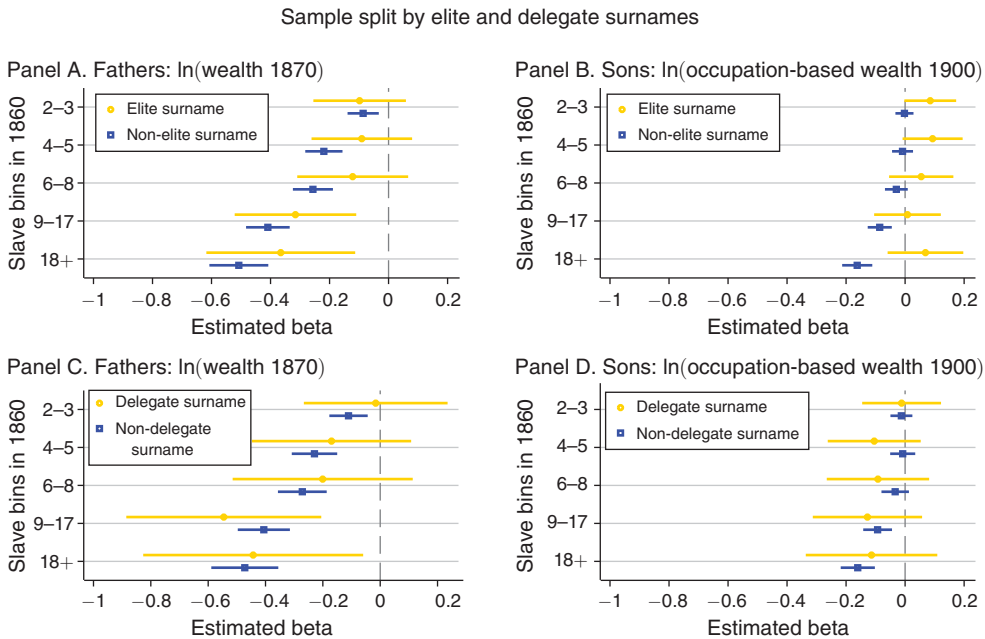 Sample split by elite and delegate surnames
Panel A. Fathers: ln(wealth 1870)
Slave bins in 1860
2–3
4–5
6–8
9–17
18+
Elite surname
Non-elite surname
−1 −0.8 −0.6 −0.4 −0.2 0 0.2
Estimated beta
Panel B. Sons: ln(occupation-based wealth 1900)
Slave bins in 1860
2–3
4–5
6–8
9–17
18+
Elite surname
Non-elite surname
−1 −0.8 −0.6 −0.4 −0.2 0 0.2
Estimated beta
Panel C. Fathers: ln(wealth 1870)
Slave bins in 1860
2–3
4–5
6–8
9–17
18+
Delegate surname
Non-delegate
surname
−1 −0.8 −0.6 −0.4 −0.2 0 0.2
Estimated beta
Panel D. Sons: ln(occupation-based wealth 1900)
Slave bins in 1860
2–3
4–5
6–8
9–17
18+
Delegate surname
Non-delegate surname
−1 −0.8 −0.6 −0.4 −0.2 0 0.2
Estimated beta